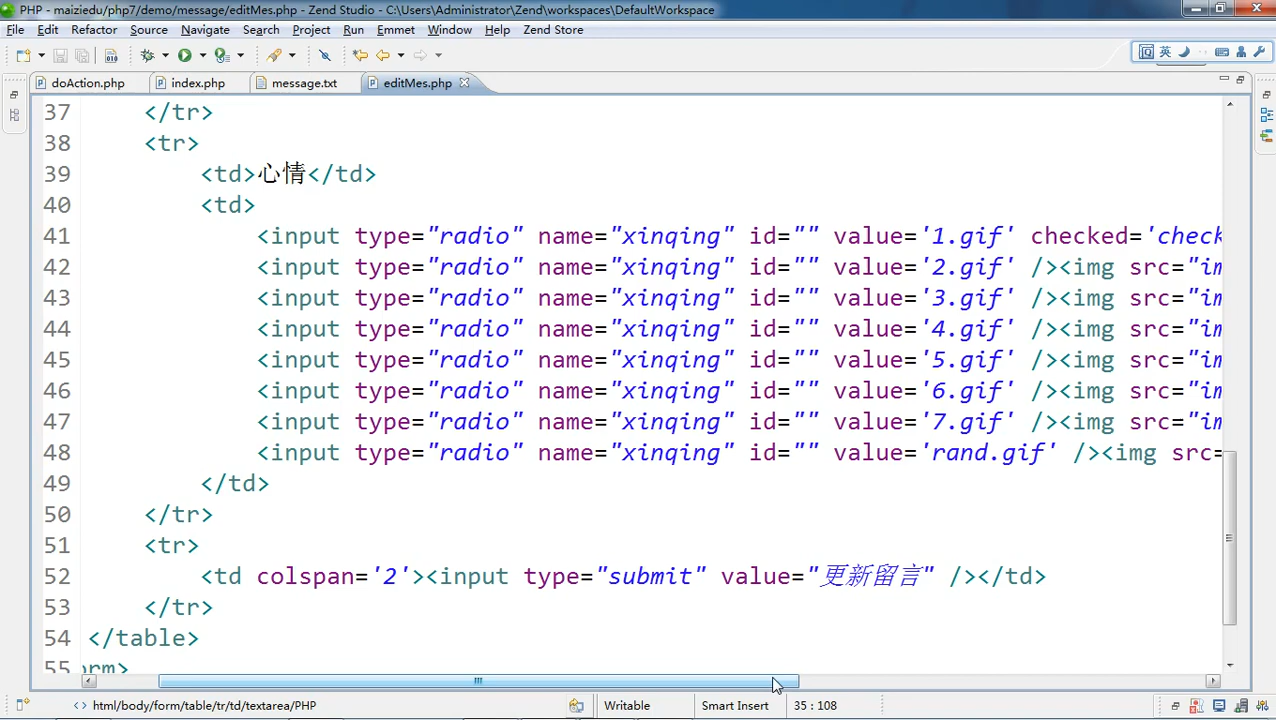 PHP - maiziedu/php7/demo/message/editMes.php - Zend Studio - C:\Users\Administrator\Zend\workspaces\DefaultWorkspace
File Edit Refactor Source Navigate Search Project Run Emmet Window Help Zend Store
英
doAction.php index.php message.txt editMes.php
37 </tr>
38 <tr>
39 <td>心情</td>
40 <td>
41 <input type="radio" name="xinqing" id="" value='1.gif' checked='check
42 <input type="radio" name="xinqing" id="" value='2.gif' /><img src="im
43 <input type="radio" name="xinqing" id="" value='3.gif' /><img src="im
44 <input type="radio" name="xinqing" id="" value='4.gif' /><img src="im
45 <input type="radio" name="xinqing" id="" value='5.gif' /><img src="im
46 <input type="radio" name="xinqing" id="" value='6.gif' /><img src="im
47 <input type="radio" name="xinqing" id="" value='7.gif' /><img src="im
48 <input type="radio" name="xinqing" id="" value='rand.gif' /><img src=
49 </td>
50 </tr>
51 <tr>
52 <td colspan='2'><input type="submit" value="更新留言" /></td>
53 </tr>
54 </table>
55 orm>
html/body/form/table/tr/td/textarea/PHP Writable Smart Insert 35 : 108